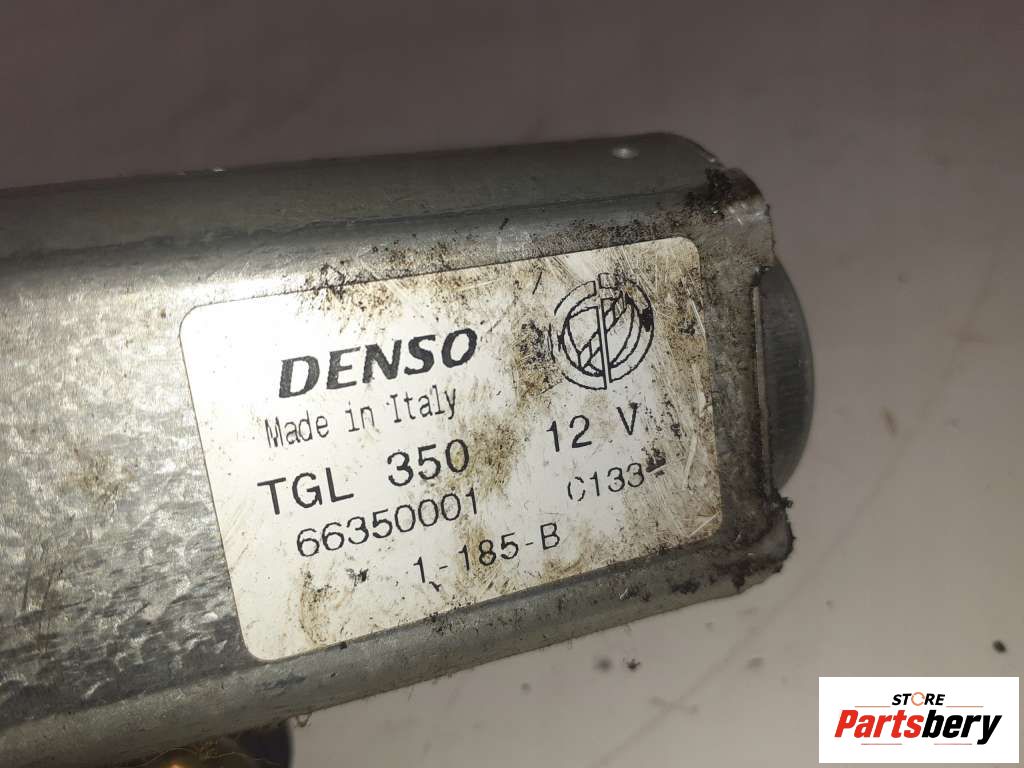 DENSO
Made in Italy
TGL 350 12 V
66350001 C133-
1-185-B
STORE
Partsbery